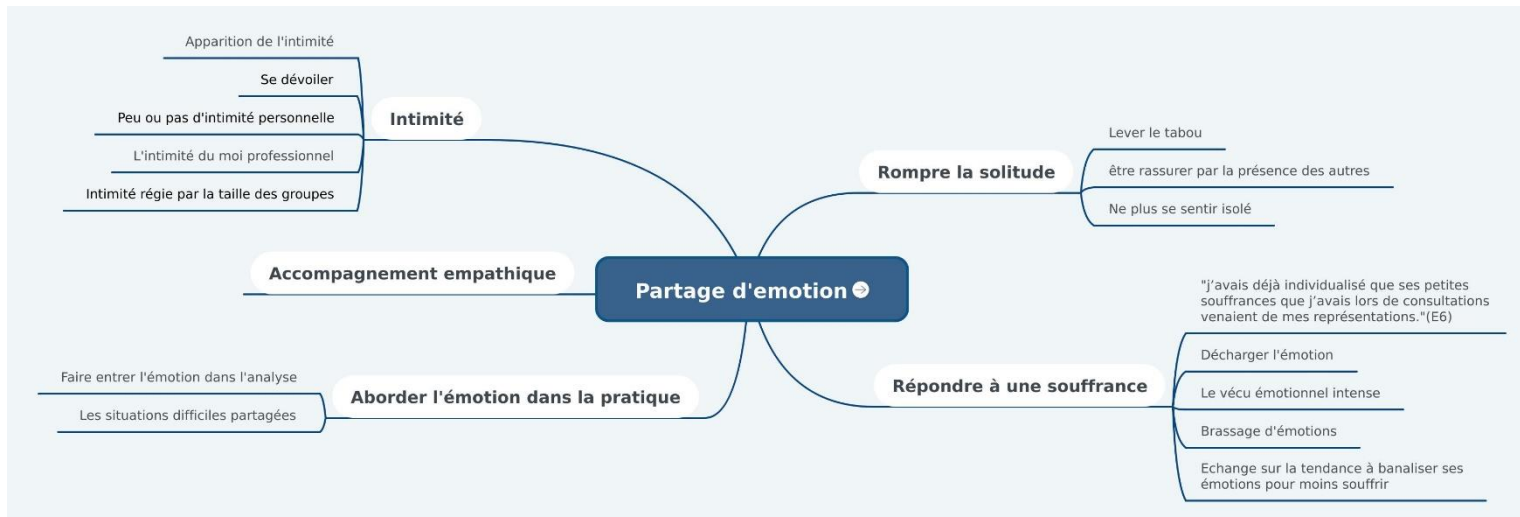 Apparition de l'intimité
Se dévoiler
Peu ou pas d'intimité personnelle
L'intimité du moi professionnel
Intimité régie par la taille des groupes
Intimité
Accompagnement empathique
Faire entrer l'émotion dans l'analyse
Les situations difficiles partagées
Aborder l'émotion dans la pratique
Partage d'emotion
Rompre la solitude
Lever le tabou
être rassurer par la présence des autres
Ne plus se sentir isolé
Répondre à une souffrance
"j’avais déjà individualisé que ses petites
souffrances que j’avais lors de consultations
venaient de mes représentations."(E6)
Décharger l'émotion
Le vécu émotionnel intense
Brassage d'émotions
Echange sur la tendance à banaliser ses
émotions pour moins souffrir